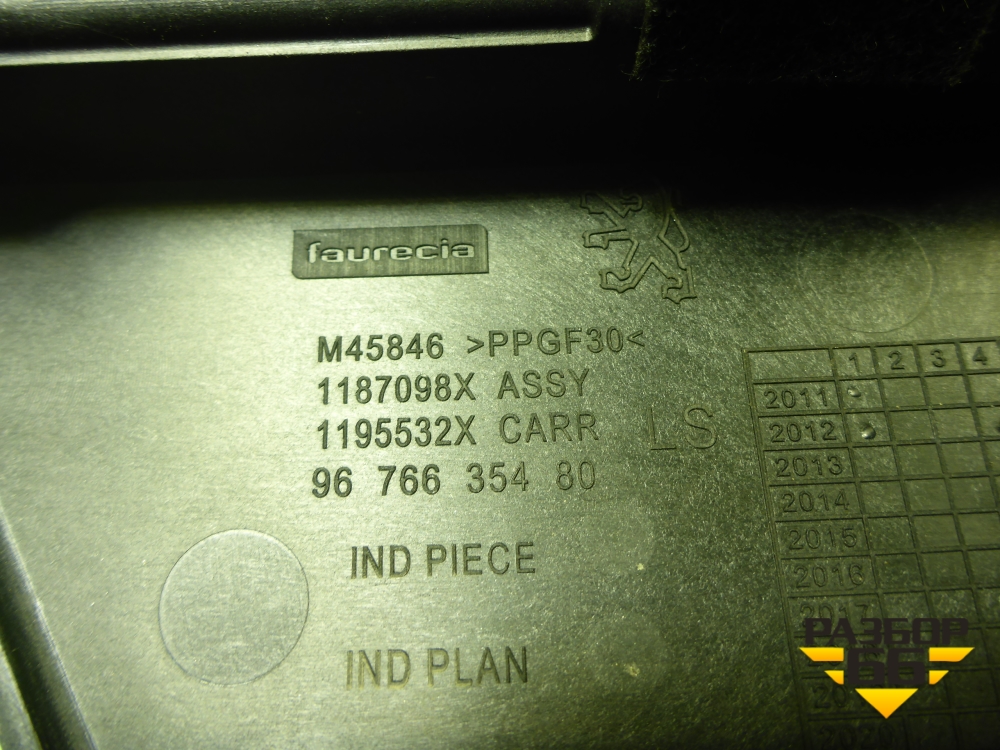 faurecia
M45846 >PPGF30<
1187098X ASSY
1195532X CARR LS
96 766 354 80
IND PIECE
IND PLAN
1 2 3 4
2011
2012
2013
2014
2015
2016
2017
РАЗБОР
66